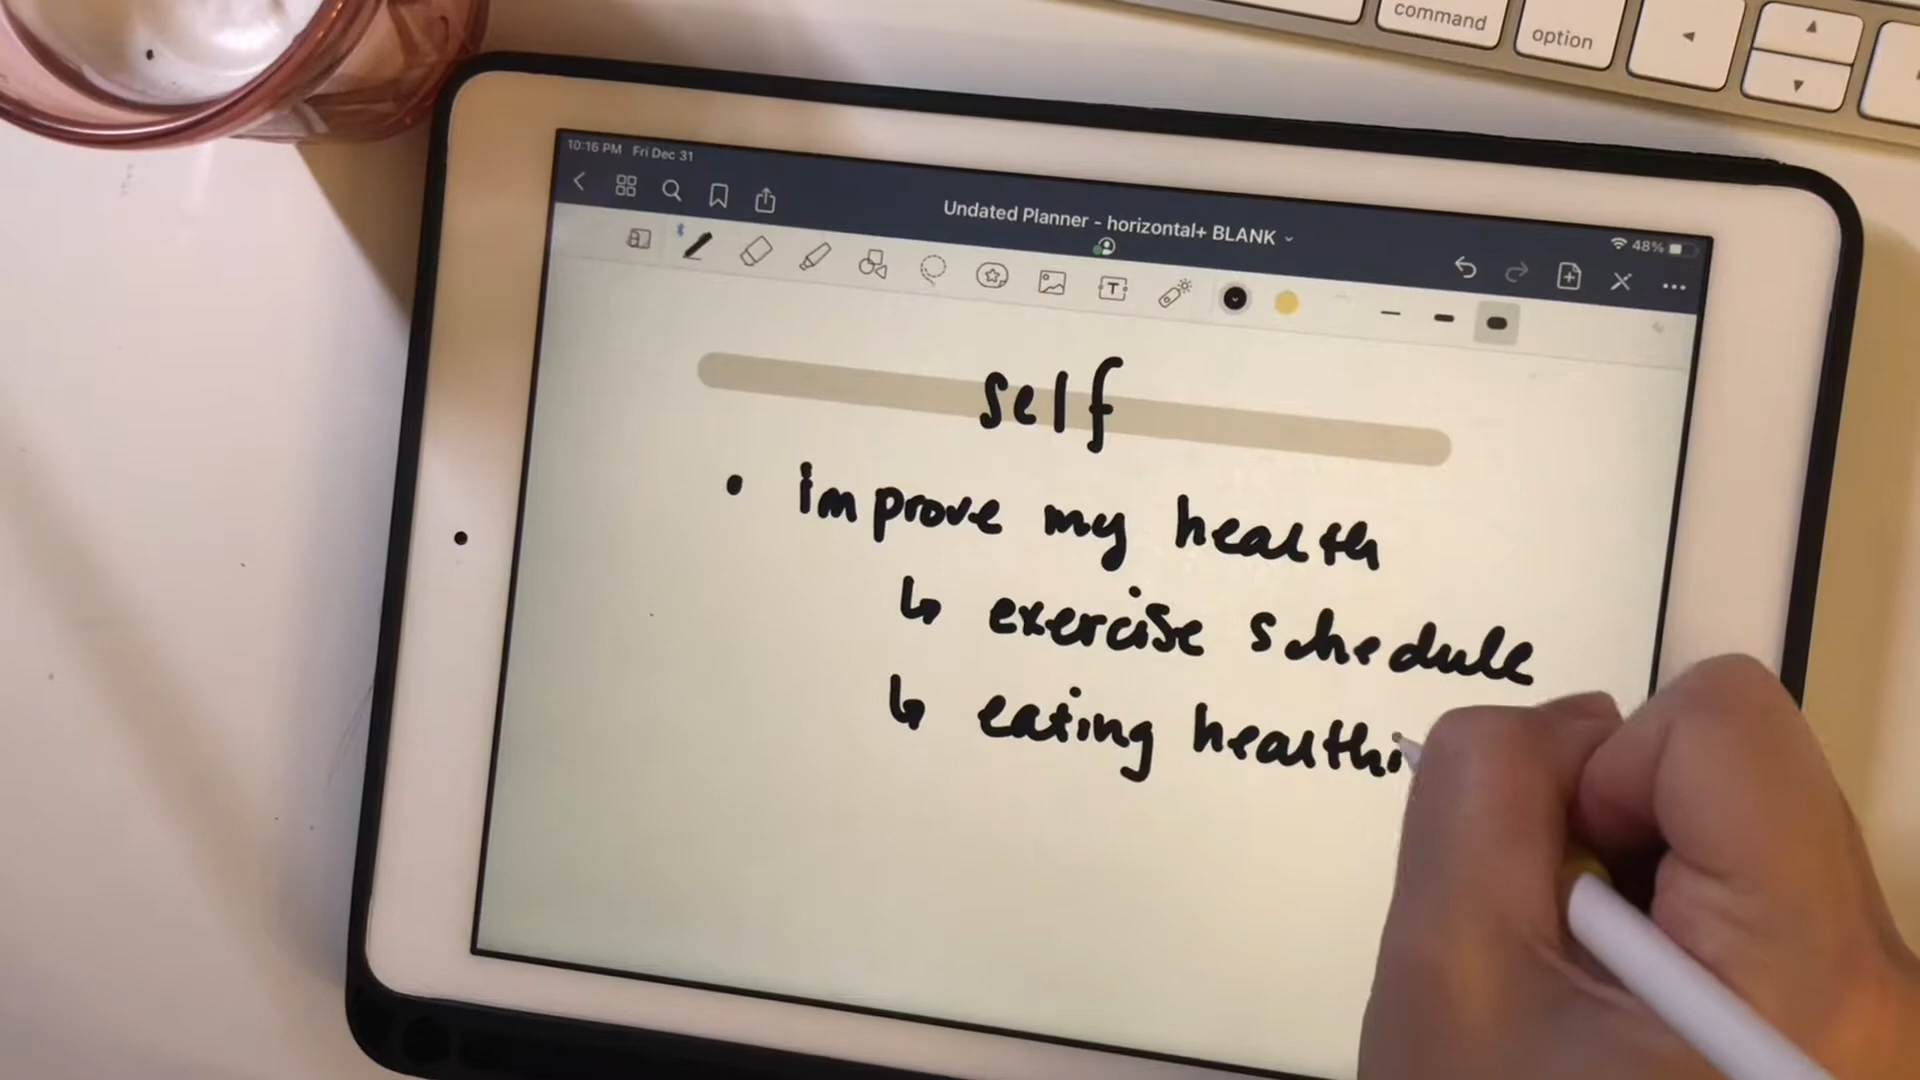 command
option
10:16 PM Fri Dec 31
Undated Planner - horizontal+ BLANK
48%
T
self
• improve my health
↳ exercise schedule
↳ eating healthi